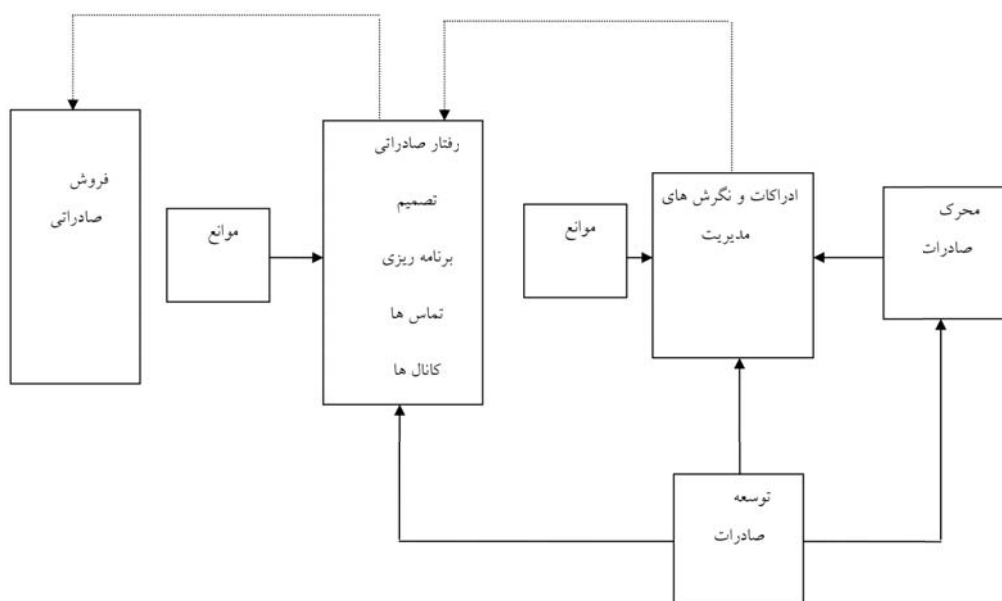 محرک
صادرات
ادراکات و نگرش های
مدیریت
موانع
رفتار صادراتی
تصمیم
برنامه ریزی
تماس ها
کانال ها
موانع
فروش
صادراتی
توسعه
صادرات